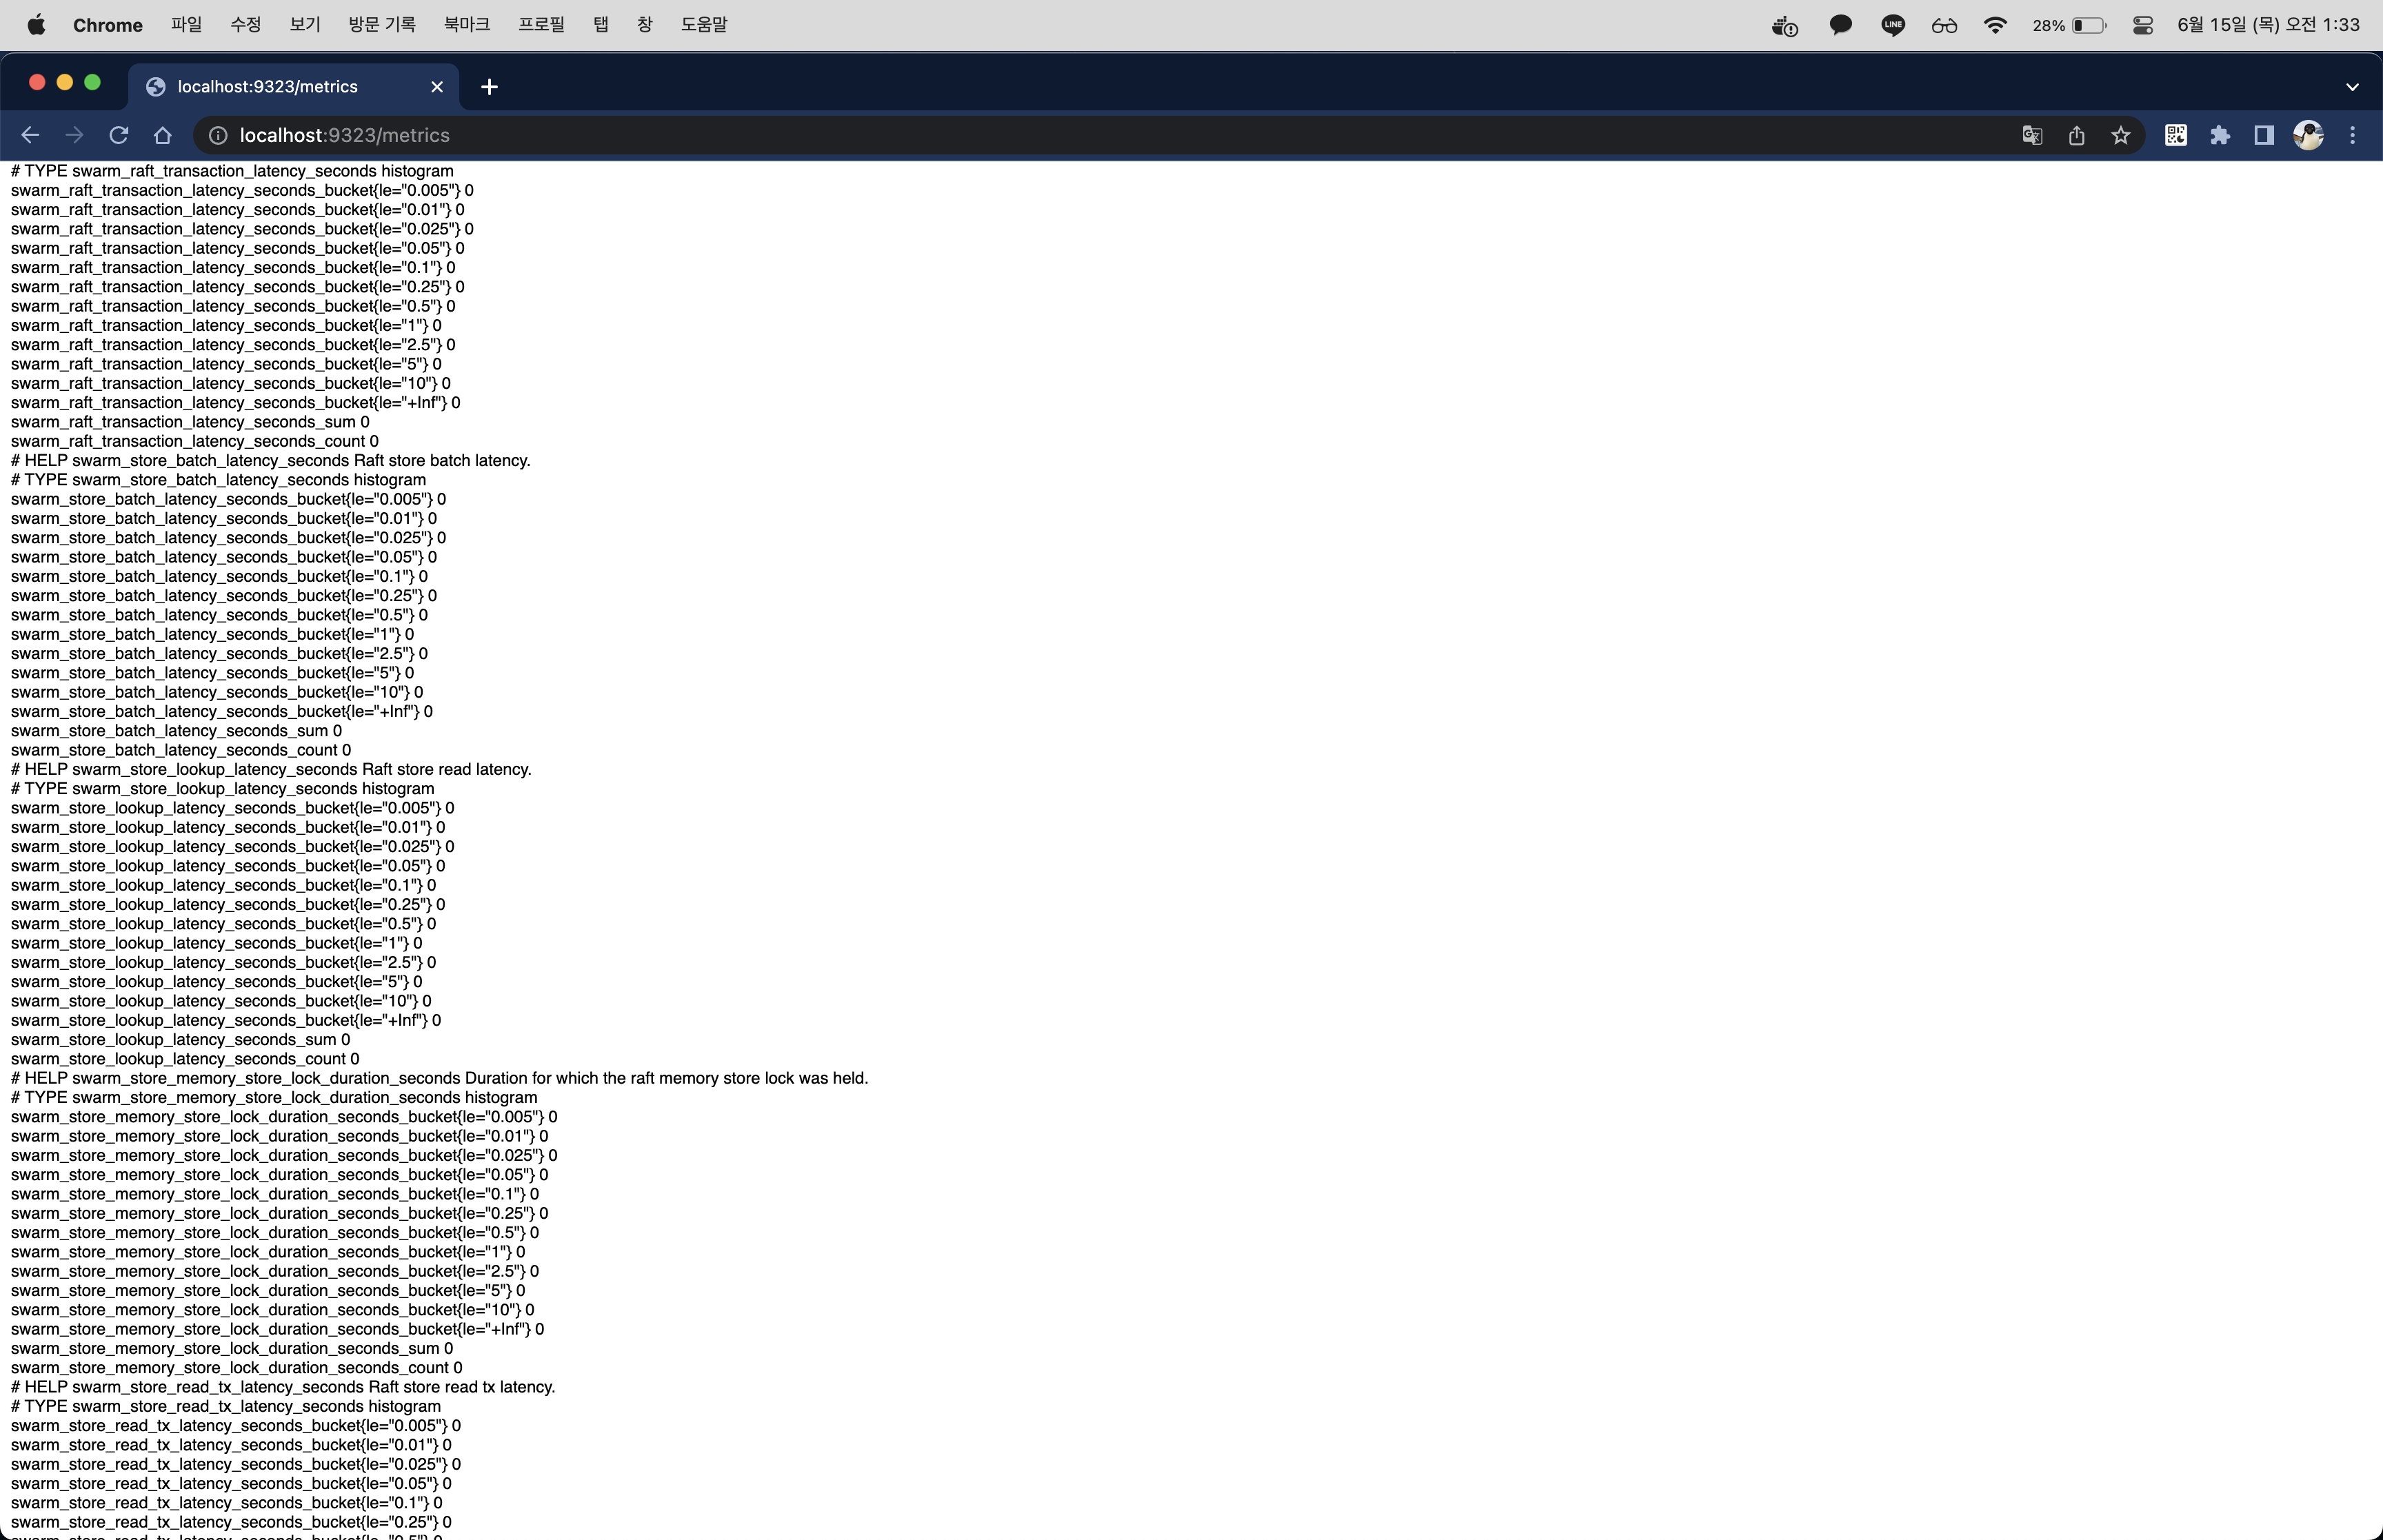 Chrome 파일 수정 보기 방문 기록 북마크 프로필 탭 창 도움말 LINE 28% 6월 15일 (목) 오전 1:33
localhost:9323/metrics
localhost:9323/metrics
# TYPE swarm_raft_transaction_latency_seconds histogram
swarm_raft_transaction_latency_seconds_bucket{le="0.005"} 0
swarm_raft_transaction_latency_seconds_bucket{le="0.01"} 0
swarm_raft_transaction_latency_seconds_bucket{le="0.025"} 0
swarm_raft_transaction_latency_seconds_bucket{le="0.05"} 0
swarm_raft_transaction_latency_seconds_bucket{le="0.1"} 0
swarm_raft_transaction_latency_seconds_bucket{le="0.25"} 0
swarm_raft_transaction_latency_seconds_bucket{le="0.5"} 0
swarm_raft_transaction_latency_seconds_bucket{le="1"} 0
swarm_raft_transaction_latency_seconds_bucket{le="2.5"} 0
swarm_raft_transaction_latency_seconds_bucket{le="5"} 0
swarm_raft_transaction_latency_seconds_bucket{le="10"} 0
swarm_raft_transaction_latency_seconds_bucket{le="+Inf"} 0
swarm_raft_transaction_latency_seconds_sum 0
swarm_raft_transaction_latency_seconds_count 0
# HELP swarm_store_batch_latency_seconds Raft store batch latency.
# TYPE swarm_store_batch_latency_seconds histogram
swarm_store_batch_latency_seconds_bucket{le="0.005"} 0
swarm_store_batch_latency_seconds_bucket{le="0.01"} 0
swarm_store_batch_latency_seconds_bucket{le="0.025"} 0
swarm_store_batch_latency_seconds_bucket{le="0.05"} 0
swarm_store_batch_latency_seconds_bucket{le="0.1"} 0
swarm_store_batch_latency_seconds_bucket{le="0.25"} 0
swarm_store_batch_latency_seconds_bucket{le="0.5"} 0
swarm_store_batch_latency_seconds_bucket{le="1"} 0
swarm_store_batch_latency_seconds_bucket{le="2.5"} 0
swarm_store_batch_latency_seconds_bucket{le="5"} 0
swarm_store_batch_latency_seconds_bucket{le="10"} 0
swarm_store_batch_latency_seconds_bucket{le="+Inf"} 0
swarm_store_batch_latency_seconds_sum 0
swarm_store_batch_latency_seconds_count 0
# HELP swarm_store_lookup_latency_seconds Raft store read latency.
# TYPE swarm_store_lookup_latency_seconds histogram
swarm_store_lookup_latency_seconds_bucket{le="0.005"} 0
swarm_store_lookup_latency_seconds_bucket{le="0.01"} 0
swarm_store_lookup_latency_seconds_bucket{le="0.025"} 0
swarm_store_lookup_latency_seconds_bucket{le="0.05"} 0
swarm_store_lookup_latency_seconds_bucket{le="0.1"} 0
swarm_store_lookup_latency_seconds_bucket{le="0.25"} 0
swarm_store_lookup_latency_seconds_bucket{le="0.5"} 0
swarm_store_lookup_latency_seconds_bucket{le="1"} 0
swarm_store_lookup_latency_seconds_bucket{le="2.5"} 0
swarm_store_lookup_latency_seconds_bucket{le="5"} 0
swarm_store_lookup_latency_seconds_bucket{le="10"} 0
swarm_store_lookup_latency_seconds_bucket{le="+Inf"} 0
swarm_store_lookup_latency_seconds_sum 0
swarm_store_lookup_latency_seconds_count 0
# HELP swarm_store_memory_store_lock_duration_seconds Duration for which the raft memory store lock was held.
# TYPE swarm_store_memory_store_lock_duration_seconds histogram
swarm_store_memory_store_lock_duration_seconds_bucket{le="0.005"} 0
swarm_store_memory_store_lock_duration_seconds_bucket{le="0.01"} 0
swarm_store_memory_store_lock_duration_seconds_bucket{le="0.025"} 0
swarm_store_memory_store_lock_duration_seconds_bucket{le="0.05"} 0
swarm_store_memory_store_lock_duration_seconds_bucket{le="0.1"} 0
swarm_store_memory_store_lock_duration_seconds_bucket{le="0.25"} 0
swarm_store_memory_store_lock_duration_seconds_bucket{le="0.5"} 0
swarm_store_memory_store_lock_duration_seconds_bucket{le="1"} 0
swarm_store_memory_store_lock_duration_seconds_bucket{le="2.5"} 0
swarm_store_memory_store_lock_duration_seconds_bucket{le="5"} 0
swarm_store_memory_store_lock_duration_seconds_bucket{le="10"} 0
swarm_store_memory_store_lock_duration_seconds_bucket{le="+Inf"} 0
swarm_store_memory_store_lock_duration_seconds_sum 0
swarm_store_memory_store_lock_duration_seconds_count 0
# HELP swarm_store_read_tx_latency_seconds Raft store read tx latency.
# TYPE swarm_store_read_tx_latency_seconds histogram
swarm_store_read_tx_latency_seconds_bucket{le="0.005"} 0
swarm_store_read_tx_latency_seconds_bucket{le="0.01"} 0
swarm_store_read_tx_latency_seconds_bucket{le="0.025"} 0
swarm_store_read_tx_latency_seconds_bucket{le="0.05"} 0
swarm_store_read_tx_latency_seconds_bucket{le="0.1"} 0
swarm_store_read_tx_latency_seconds_bucket{le="0.25"} 0